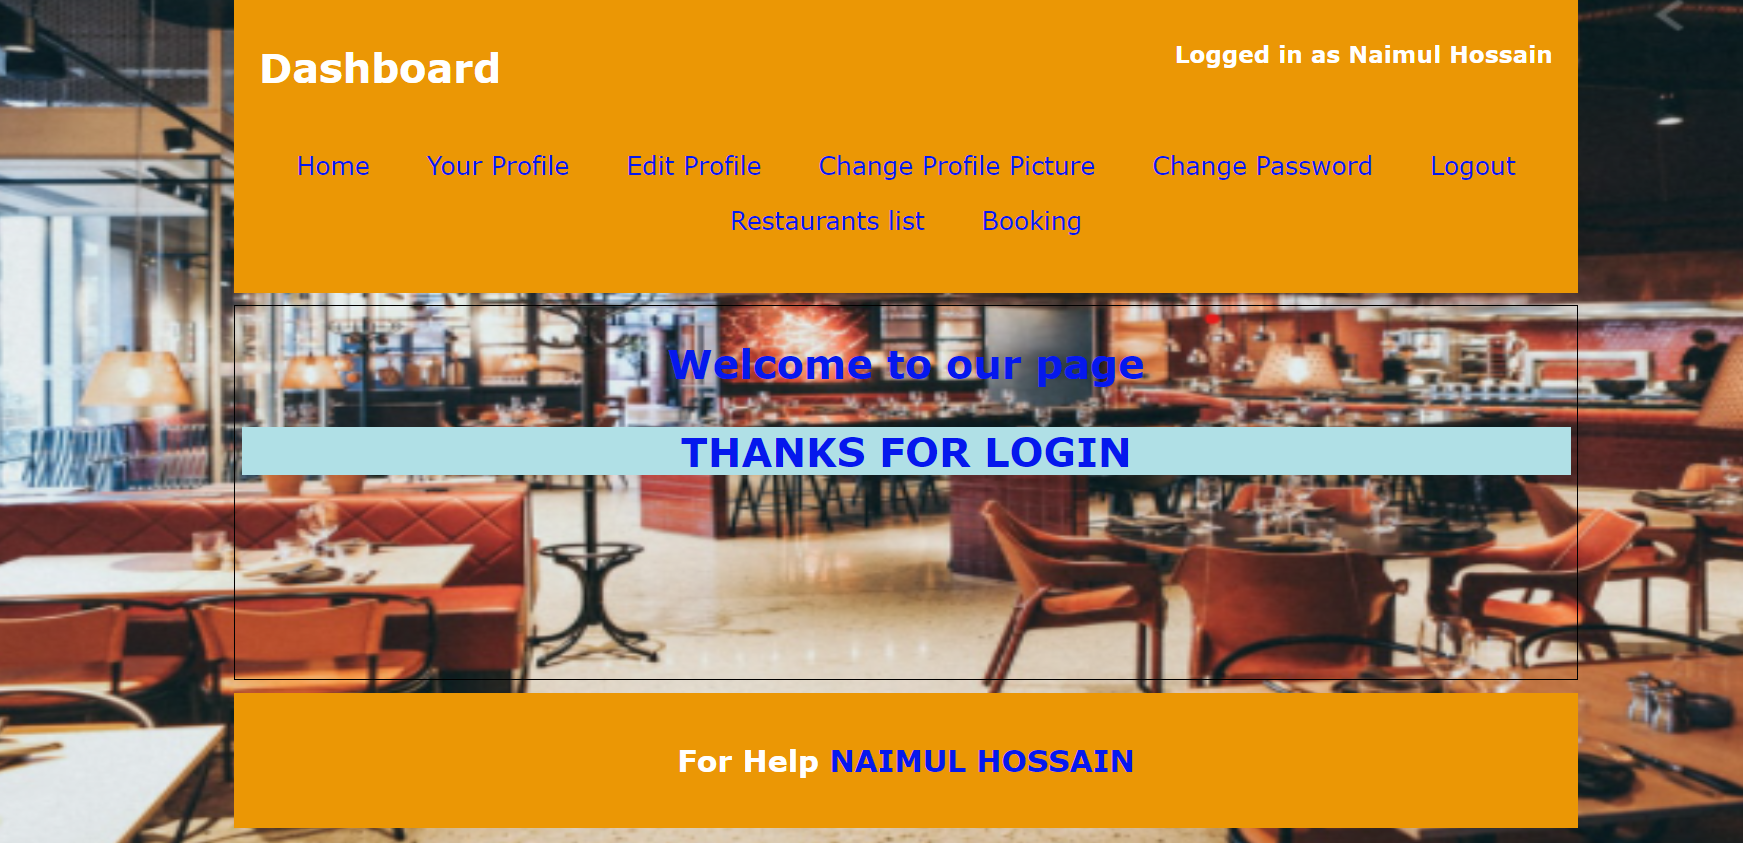 Dashboard
Logged in as Naimul Hossain
Home Your Profile Edit Profile Change Profile Picture Change Password Logout
Restaurants list Booking
Welcome to our page
THANKS FOR LOGIN
For Help NAIMUL HOSSAIN